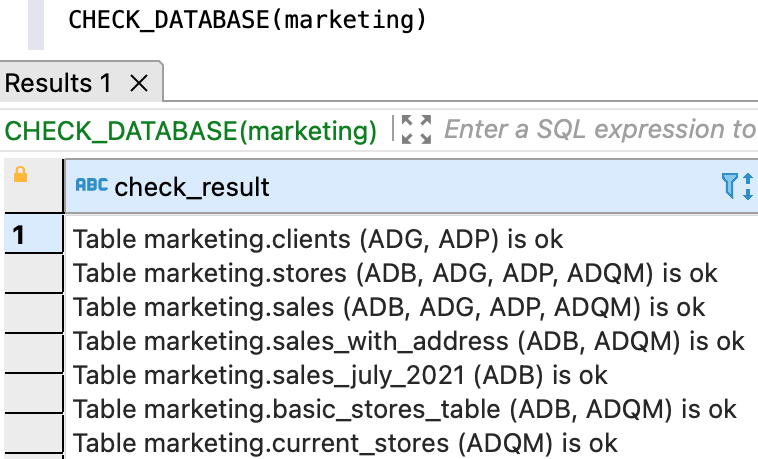 CHECK_DATABASE(marketing)
Results 1 ×
CHECK_DATABASE(marketing) Enter a SQL expression to
ABC check_result
1 Table marketing.clients (ADG, ADP) is ok
Table marketing.stores (ADB, ADG, ADP, ADQM) is ok
Table marketing.sales (ADB, ADG, ADP, ADQM) is ok
Table marketing.sales_with_address (ADB, ADQM) is ok
Table marketing.sales_july_2021 (ADB) is ok
Table marketing.basic_stores_table (ADB, ADQM) is ok
Table marketing.current_stores (ADQM) is ok